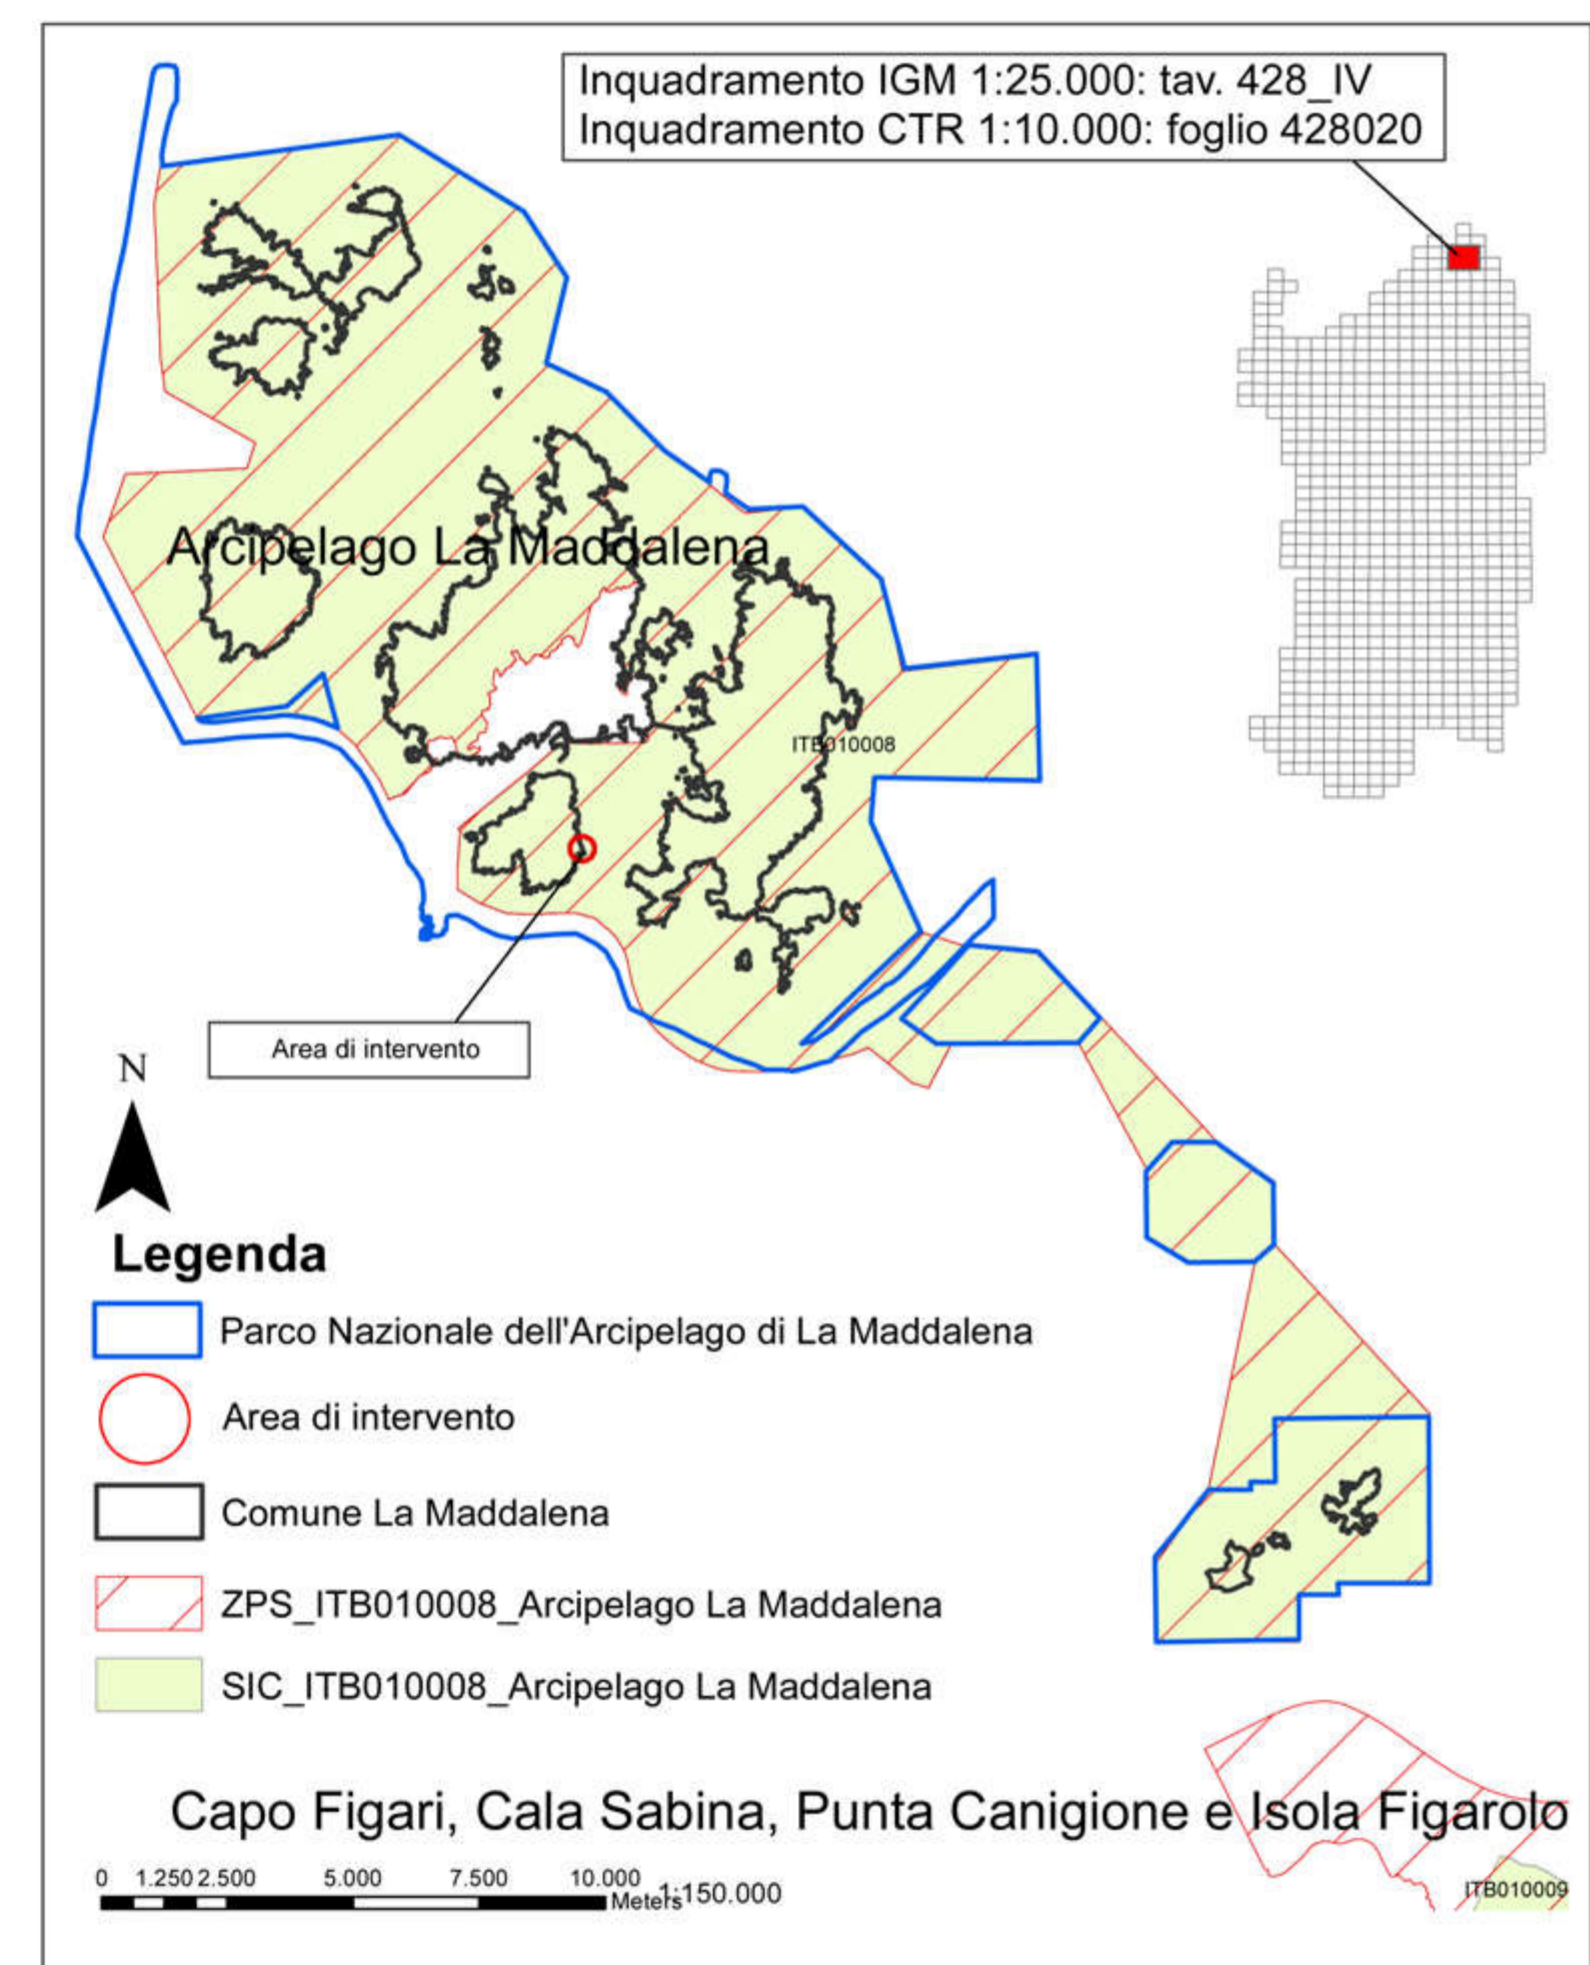 Inquadramento IGM 1:25.000: tav. 428_IV
Inquadramento CTR 1:10.000: foglio 428020
Arcipelago La Maddalena
ITB010008
Area di intervento
N
Legenda
Parco Nazionale dell'Arcipelago di La Maddalena
Area di intervento
Comune La Maddalena
ZPS_ITB010008_Arcipelago La Maddalena
SIC_ITB010008_Arcipelago La Maddalena
Capo Figari, Cala Sabina, Punta Canigione e Isola Figarolo
ITB010009
0 1.250 2.500 5.000 7.500 10.000
Meters
1:150.000